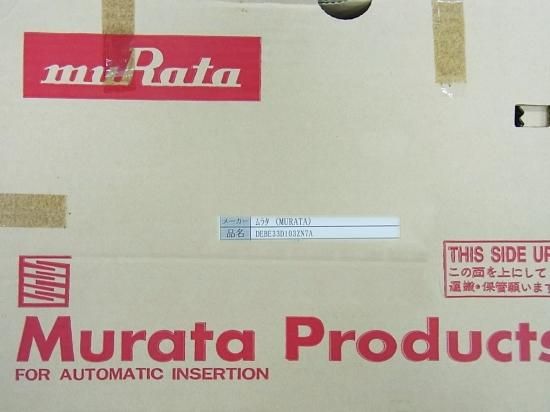 muRata
メーカー ムラタ (MURATA)
品名 DEBE33D103ZN7A
THIS SIDE UP
この面を上にして
運搬・保管願います
Murata Products
FOR AUTOMATIC INSERTION